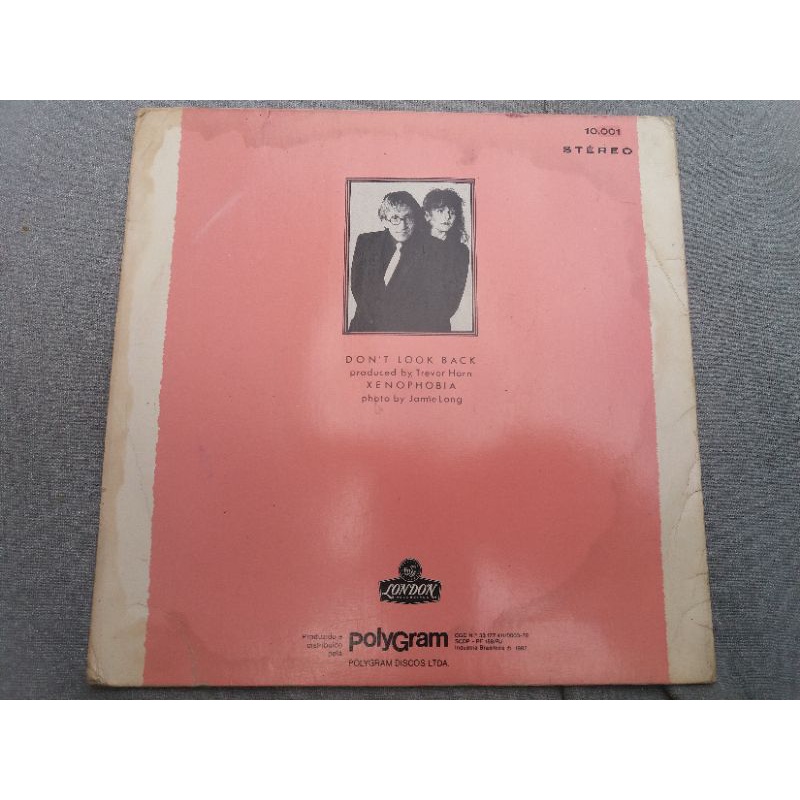 10.001
STÉREO
DON'T LOOK BACK
produced by Trevor Horn
XENOPHOBIA
photo by Jamie Long
LONDON
Produzido e
distribuído
pela
polyGram
POLYGRAM DISCOS LTDA.
Indústria Brasileira